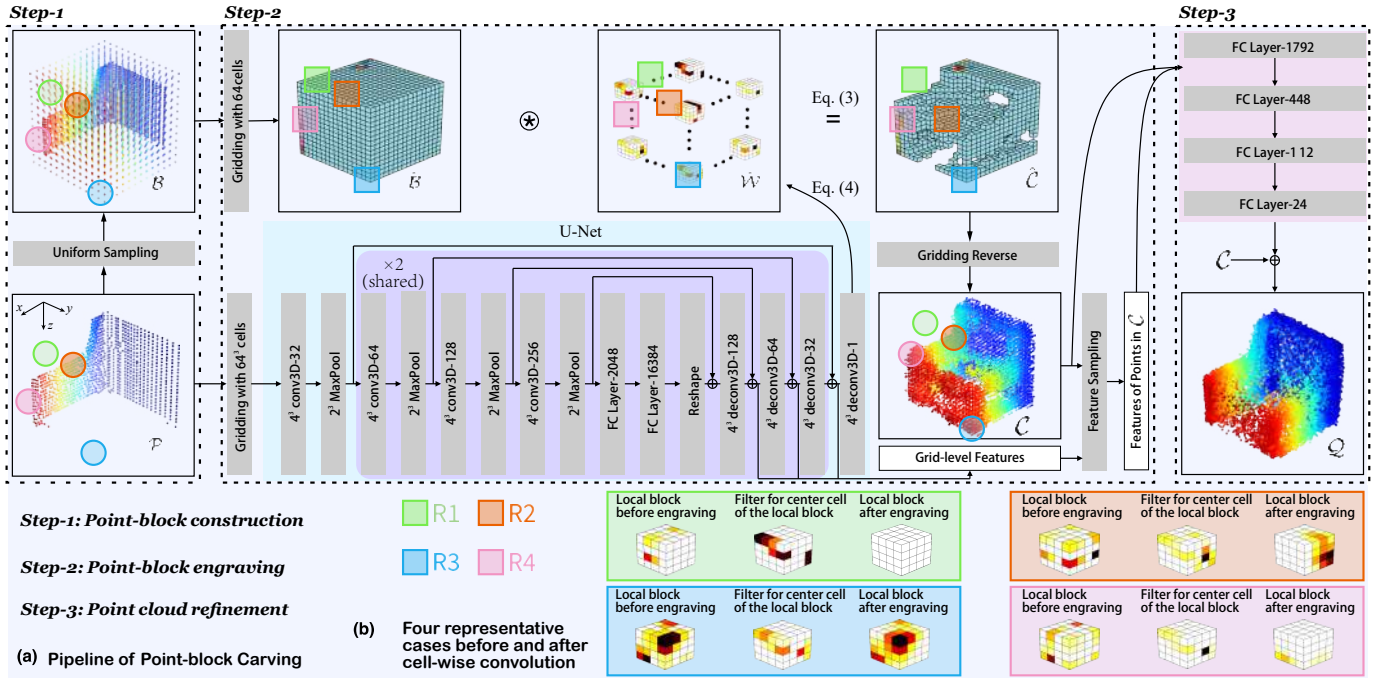 Step-1
Step-2
Step-3
B
Uniform Sampling
x
y
z
P
Gridding with 64cells
B̂
⊛
Ŵ
Eq. (3)
=
Ĉ
Eq. (4)
U-Net
×2
(shared)
Gridding with 64³ cells
4³ conv3D-32
2³ MaxPool
4³ conv3D-64
2³ MaxPool
4³ conv3D-128
2³ MaxPool
4³ conv3D-256
2³ MaxPool
FC Layer-2048
FC Layer-16384
Reshape
4³ deconv3D-128
4³ deconv3D-64
4³ deconv3D-32
4³ deconv3D-1
Gridding Reverse
C
Grid-level Features
Feature Sampling
Features of Points in C
FC Layer-1792
FC Layer-448
FC Layer-112
FC Layer-24
C
Q
Step-1: Point-block construction
Step-2: Point-block engraving
Step-3: Point cloud refinement
(a) Pipeline of Point-block Carving
R1
R2
R3
R4
(b) Four representative
cases before and after
cell-wise convolution
Local block
before engraving
Filter for center cell
of the local block
Local block
after engraving
Local block
before engraving
Filter for center cell
of the local block
Local block
after engraving
Local block
before engraving
Filter for center cell
of the local block
Local block
after engraving
Local block
before engraving
Filter for center cell
of the local block
Local block
after engraving